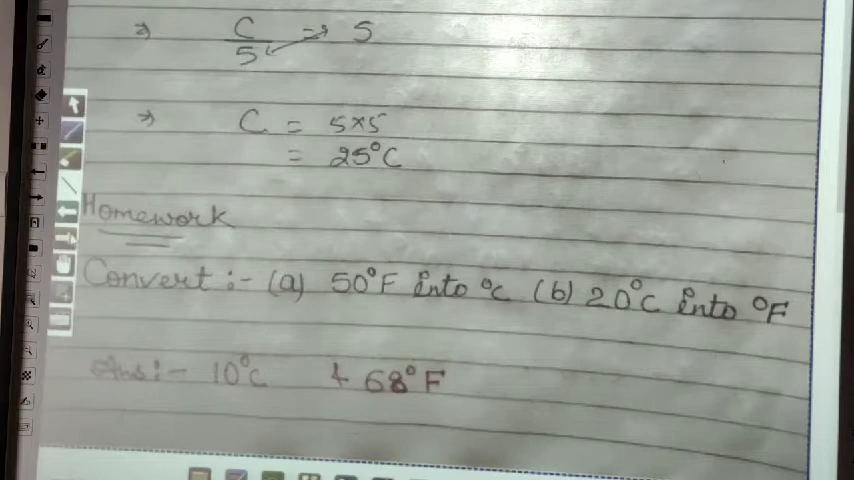 ⇒ C/5 = 5
⇒ C = 5×5
= 25°C
Homework
Convert :- (a) 50°F into °C (b) 20°C into °F
Ans :- 10°C & 68°F